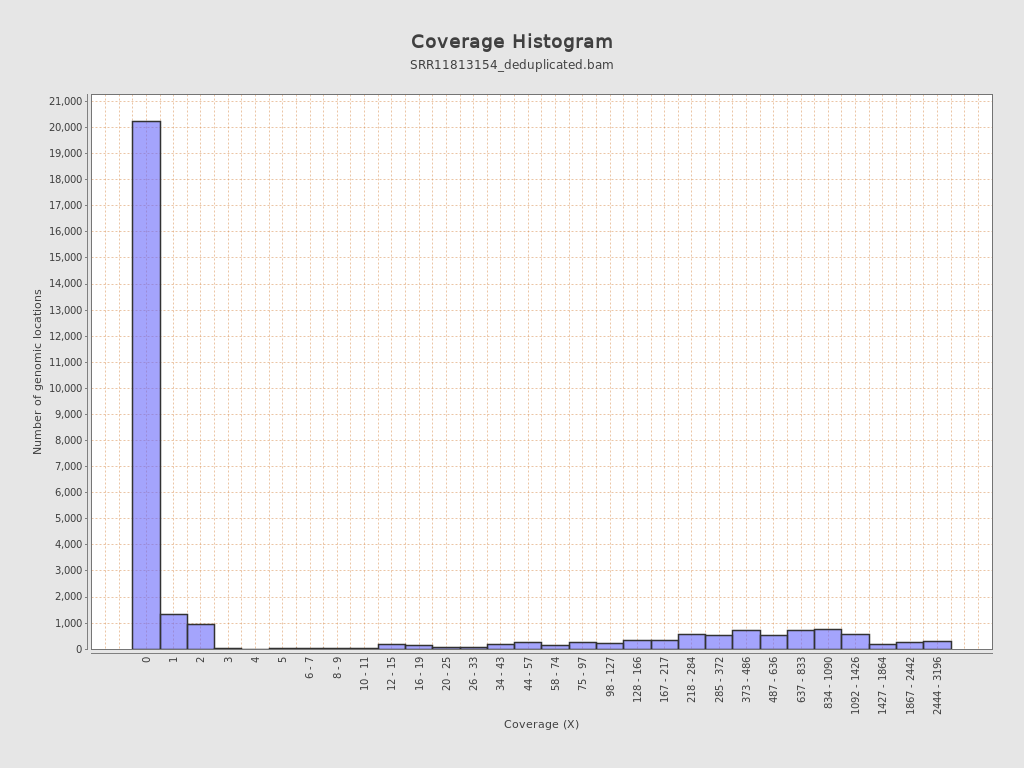 Coverage Histogram
SRR11813154_deduplicated.bam
21,000
20,000
19,000
18,000
17,000
16,000
15,000
14,000
13,000
12,000
11,000
10,000
9,000
8,000
7,000
6,000
5,000
4,000
3,000
2,000
1,000
0
Number of genomic locations
0
1
2
3
4
5
6 - 7
8 - 9
10 - 11
12 - 15
16 - 19
20 - 25
26 - 33
34 - 43
44 - 57
58 - 74
75 - 97
98 - 127
128 - 166
167 - 217
218 - 284
285 - 372
373 - 486
487 - 636
637 - 833
834 - 1090
1092 - 1426
1427 - 1864
1867 - 2442
2444 - 3196
Coverage (X)